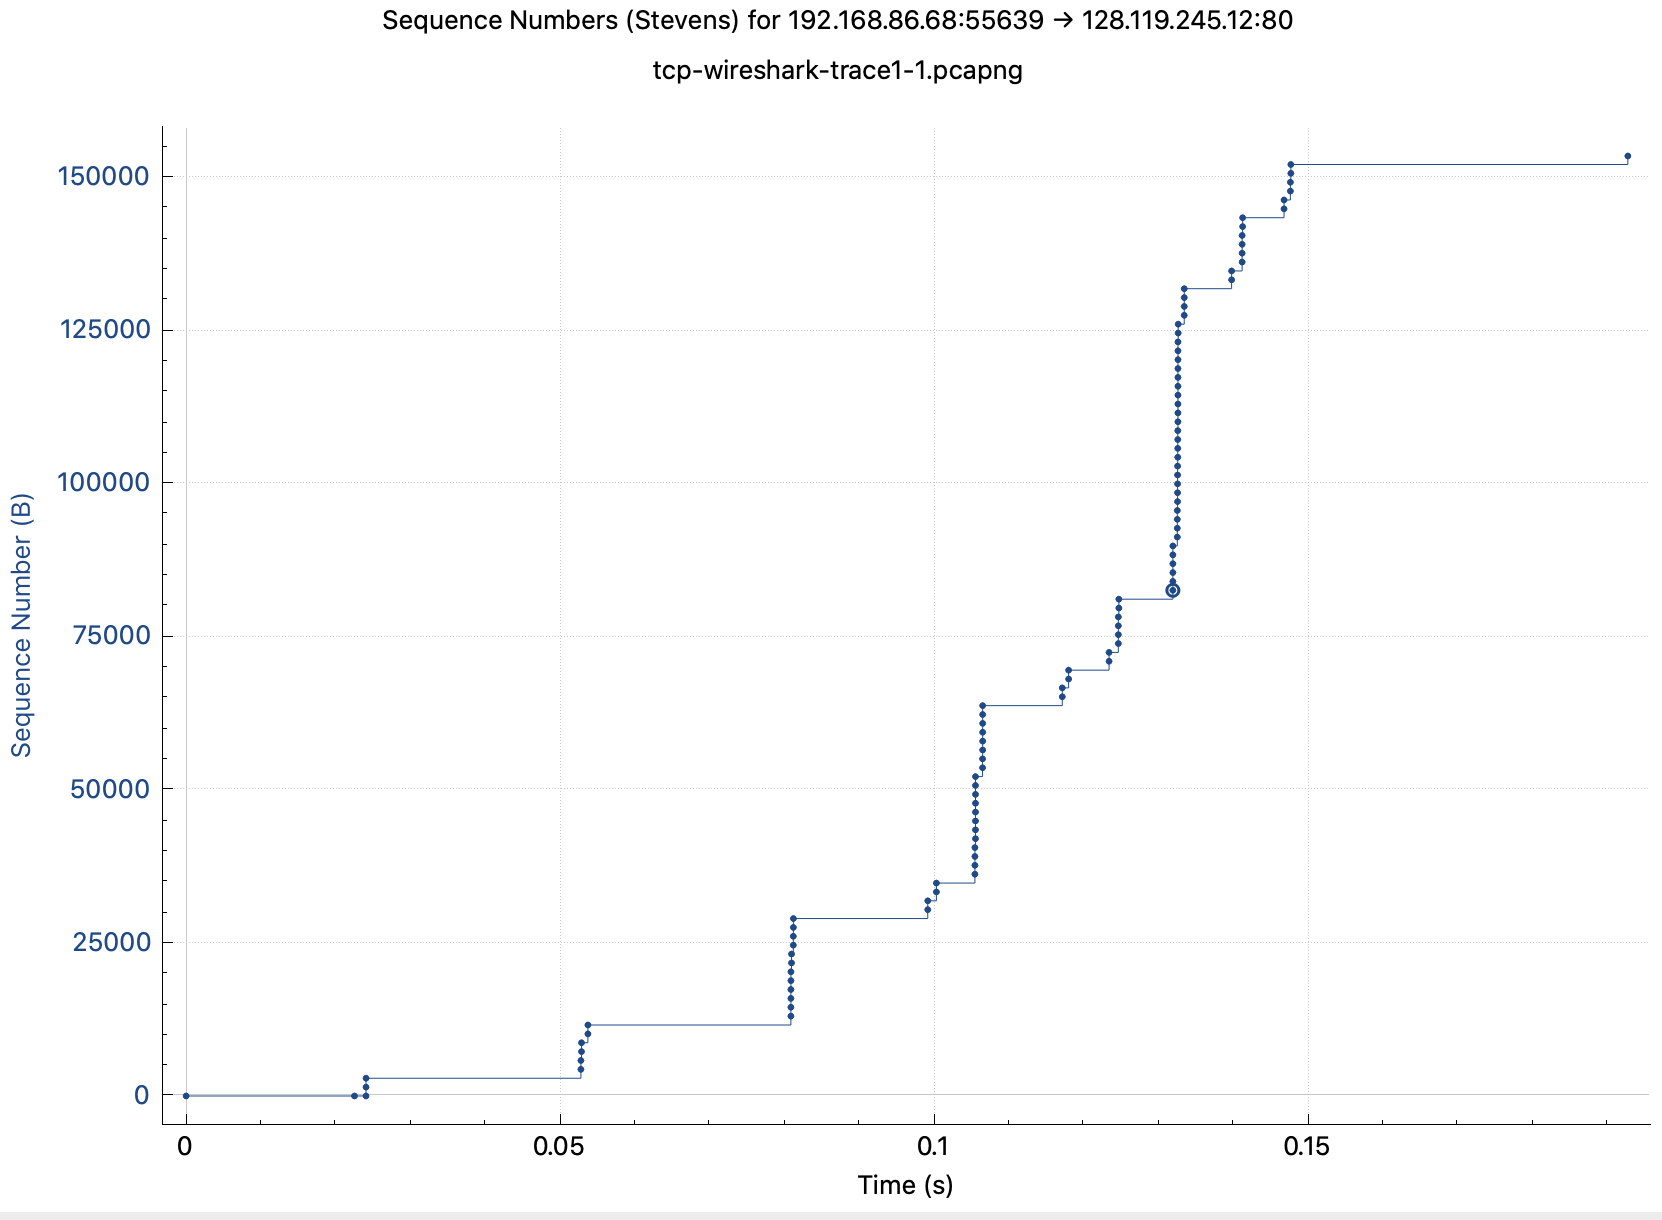 Sequence Numbers (Stevens) for 192.168.86.68:55639 → 128.119.245.12:80
tcp-wireshark-trace1-1.pcapng
150000
125000
100000
75000
50000
25000
0
Sequence Number (B)
0 0.05 0.1 0.15
Time (s)